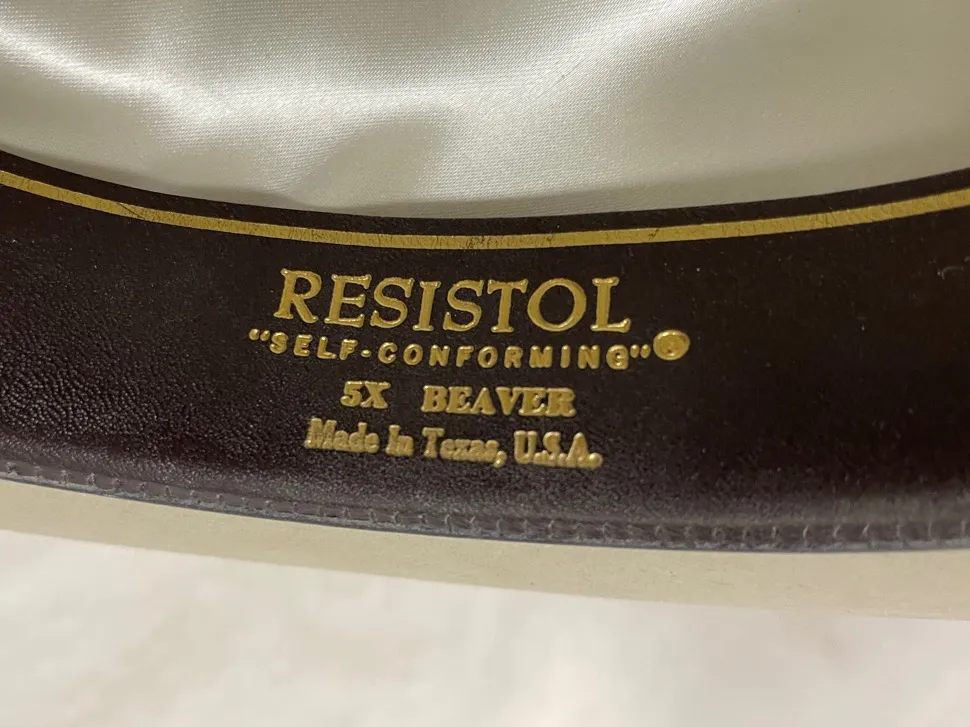 RESISTOL
"SELF-CONFORMING"®
5X BEAVER
Made In Texas, U.S.A.